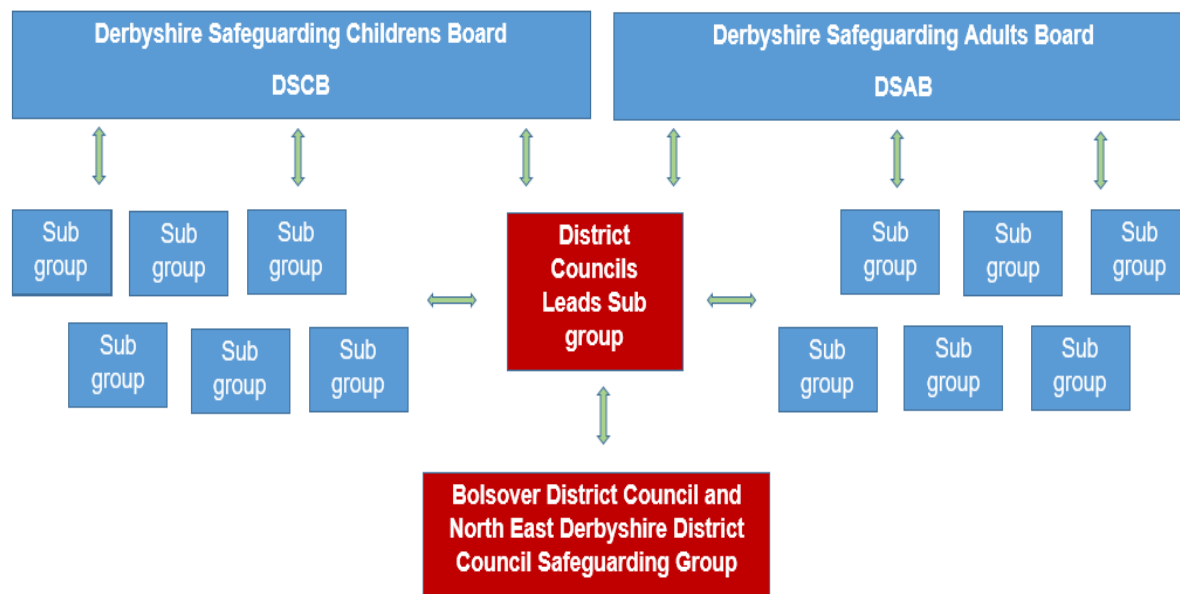 Derbyshire Safeguarding Childrens Board
DSCB
Derbyshire Safeguarding Adults Board
DSAB
Sub
group
Sub
group
Sub
group
District
Councils
Leads Sub
group
Sub
group
Sub
group
Sub
group
Sub
group
Sub
group
Sub
group
Sub
group
Sub
group
Sub
group
Bolsover District Council and
North East Derbyshire District
Council Safeguarding Group